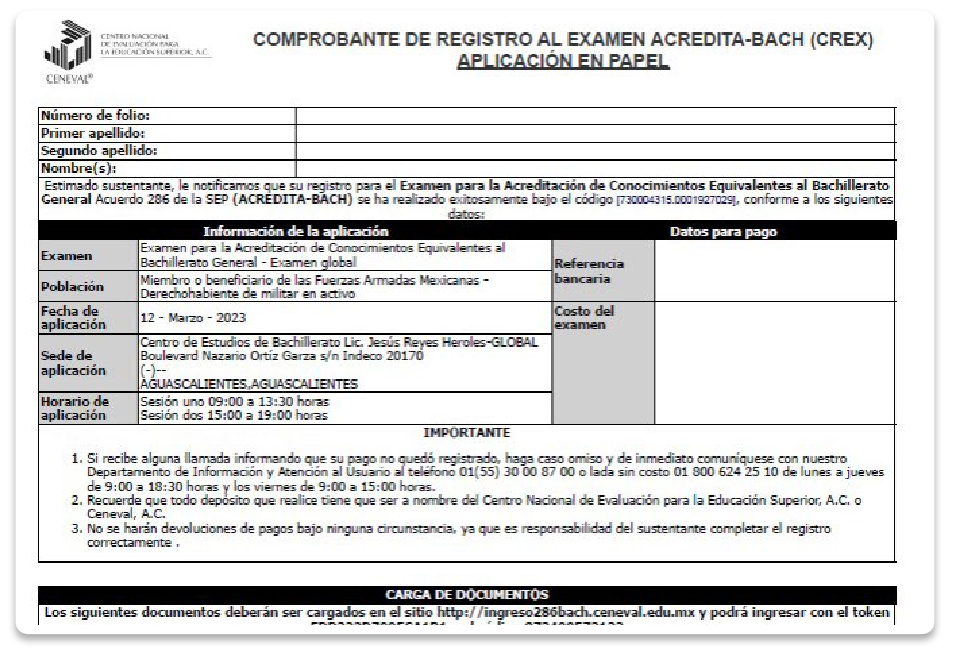 CENTRO NACIONAL
DE EVALUACIÓN PARA
LA EDUCACIÓN SUPERIOR, A.C.
CENEVAL®
COMPROBANTE DE REGISTRO AL EXAMEN ACREDITA-BACH (CREX)
APLICACIÓN EN PAPEL
Número de folio:
Primer apellido:
Segundo apellido:
Nombre(s):
Estimado sustentante, le notificamos que su registro para el Examen para la Acreditación de Conocimientos Equivalentes al Bachillerato
General Acuerdo 286 de la SEP (ACREDITA-BACH) se ha realizado exitosamente bajo el código [730004315.0001927029], conforme a los siguientes
datos:
Información de la aplicación
Datos para pago
Examen
Examen para la Acreditación de Conocimientos Equivalentes al
Bachillerato General - Examen global
Referencia
bancaria
Población
Miembro o beneficiario de las Fuerzas Armadas Mexicanas -
Derechohabiente de militar en activo
Fecha de
aplicación
12 - Marzo - 2023
Costo del
examen
Sede de
aplicación
Centro de Estudios de Bachillerato Lic. Jesús Reyes Heroles-GLOBAL
Boulevard Nazario Ortíz Garza s/n Indeco 20170
(-)--
AGUASCALIENTES,AGUASCALIENTES
Horario de
aplicación
Sesión uno 09:00 a 13:30 horas
Sesión dos 15:00 a 19:00 horas
IMPORTANTE
1. Si recibe alguna llamada informando que su pago no quedó registrado, haga caso omiso y de inmediato comuníquese con nuestro
Departamento de Información y Atención al Usuario al teléfono 01(55) 30 00 87 00 o lada sin costo 01 800 624 25 10 de lunes a jueves
de 9:00 a 18:30 horas y los viernes de 9:00 a 15:00 horas.
2. Recuerde que todo depósito que realice tiene que ser a nombre del Centro Nacional de Evaluación para la Educación Superior, A.C. o
Ceneval, A.C.
3. No se harán devoluciones de pagos bajo ninguna circunstancia, ya que es responsabilidad del sustentante completar el registro
correctamente .
CARGA DE DOCUMENTOS
Los siguientes documentos deberán ser cargados en el sitio http://ingreso286bach.ceneval.edu.mx y podrá ingresar con el token